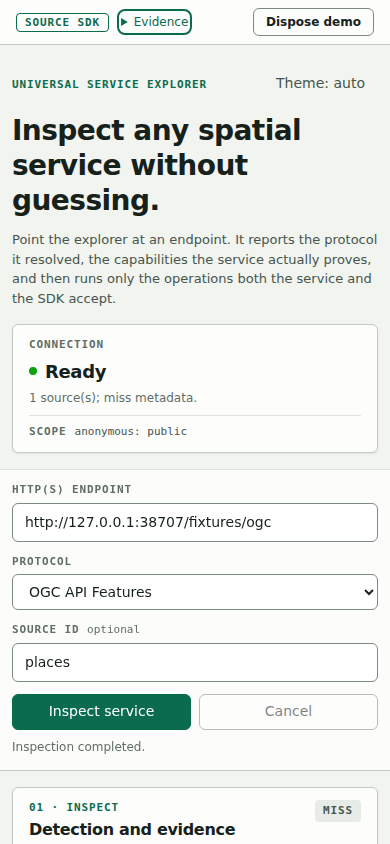 SOURCE SDK
Evidence
Dispose demo
UNIVERSAL SERVICE EXPLORER
Theme: auto
Inspect any spatial
service without
guessing.
Point the explorer at an endpoint. It reports the protocol
it resolved, the capabilities the service actually proves,
and then runs only the operations both the service and
the SDK accept.
CONNECTION
Ready
1 source(s); miss metadata.
SCOPE anonymous: public
HTTP(S) ENDPOINT
http://127.0.0.1:38707/fixtures/ogc
PROTOCOL
OGC API Features
SOURCE ID optional
places
Inspect service
Cancel
Inspection completed.
01 · INSPECT
MISS
Detection and evidence